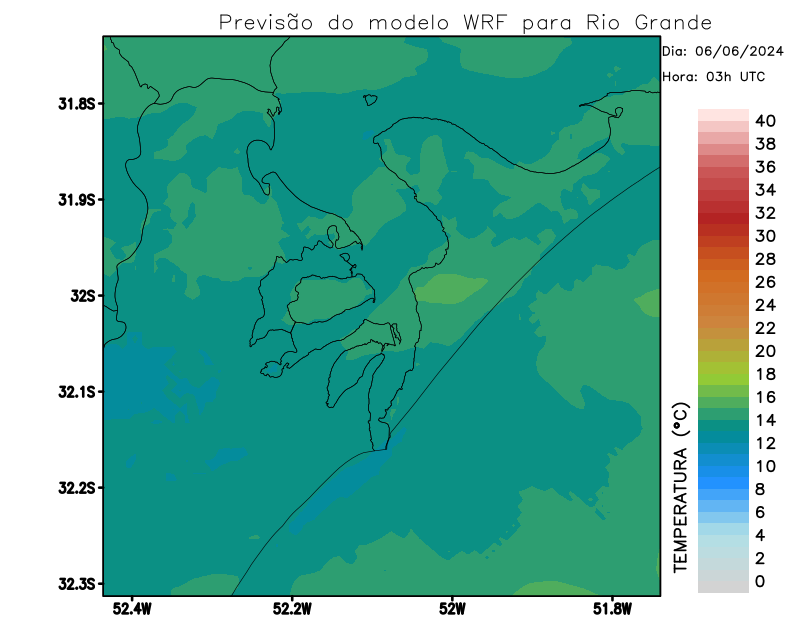 Previsão do modelo WRF para Rio Grande
Dia: 06/06/2024
Hora: 03h UTC
31.8S
31.9S
32S
32.1S
32.2S
32.3S
52.4W
52.2W
52W
51.8W
40
38
36
34
32
30
28
26
24
22
20
18
16
14
12
10
8
6
4
2
0
TEMPERATURA (°C)